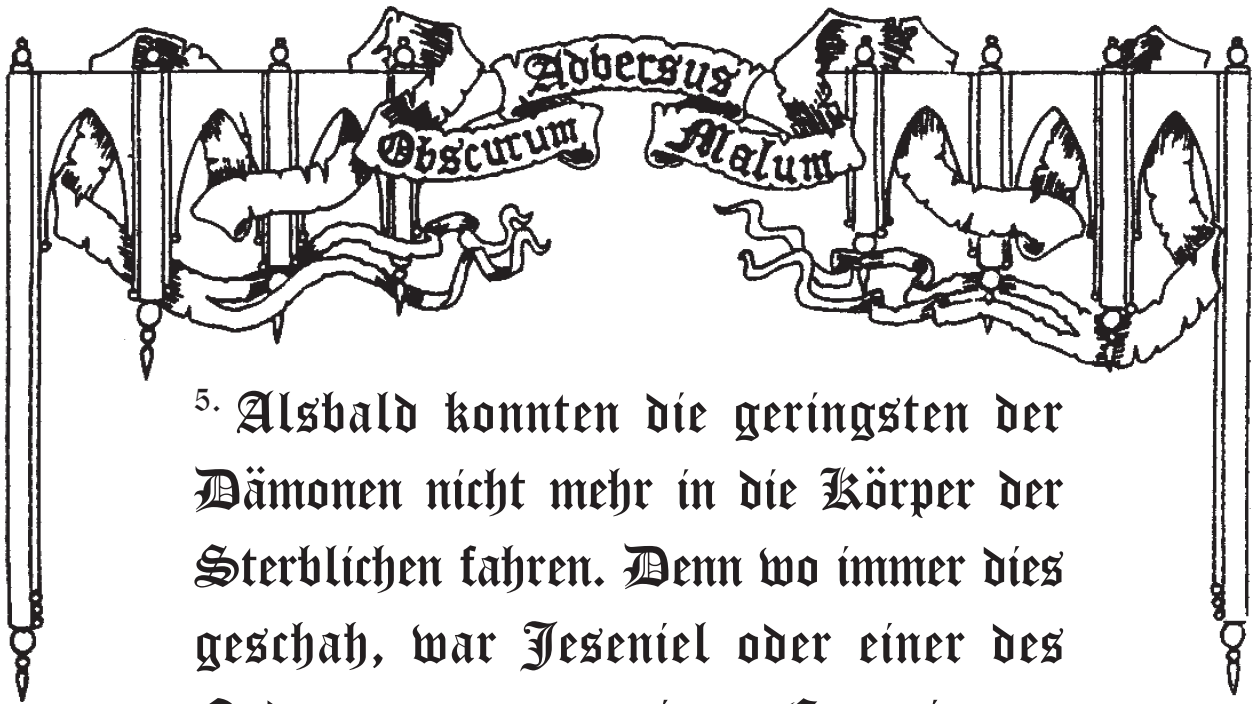 Adversus
Obscurum Malum
5. Alsbald konnten die geringsten der
Dämonen nicht mehr in die Körper der
Sterblichen fahren. Denn wo immer dies
geschah, war Jeseniel oder einer des